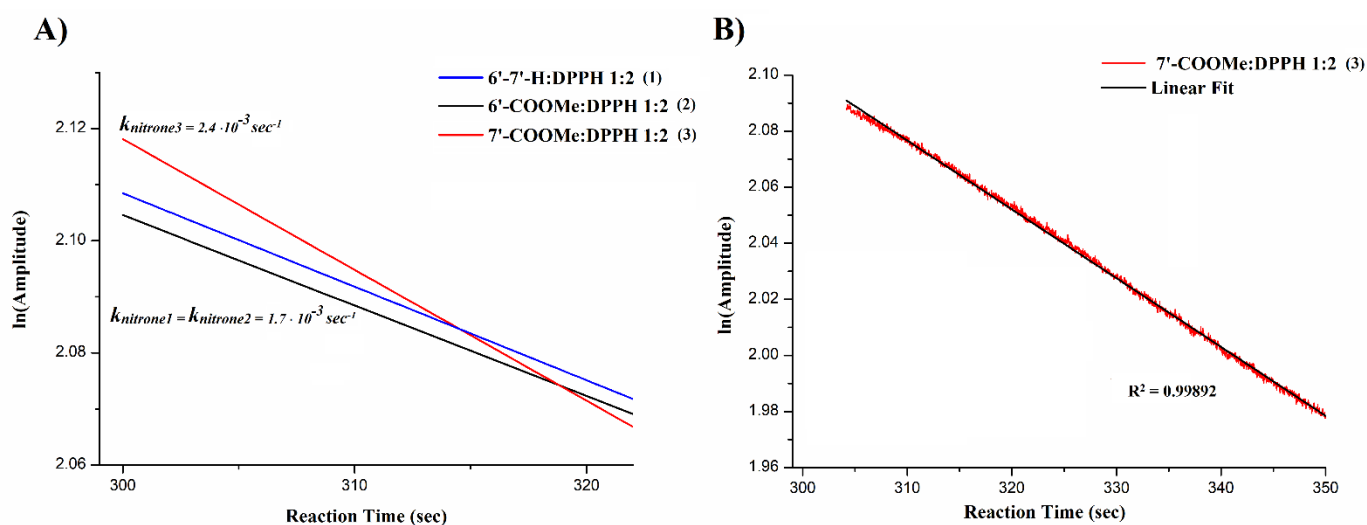 A)
6'-7'-H:DPPH 1:2 (1)
6'-COOMe:DPPH 1:2 (2)
7'-COOMe:DPPH 1:2 (3)
k nitrone3 = 2.4 · 10⁻³ sec⁻¹
k nitrone1 = k nitrone2 = 1.7 · 10⁻³ sec⁻¹
ln(Amplitude)
2.12
2.10
2.08
2.06
300 310 320
Reaction Time (sec)
B)
7'-COOMe:DPPH 1:2 (3)
Linear Fit
R² = 0.99892
ln(Amplitude)
2.10
2.08
2.06
2.04
2.02
2.00
1.98
1.96
300 310 320 330 340 350
Reaction Time (sec)